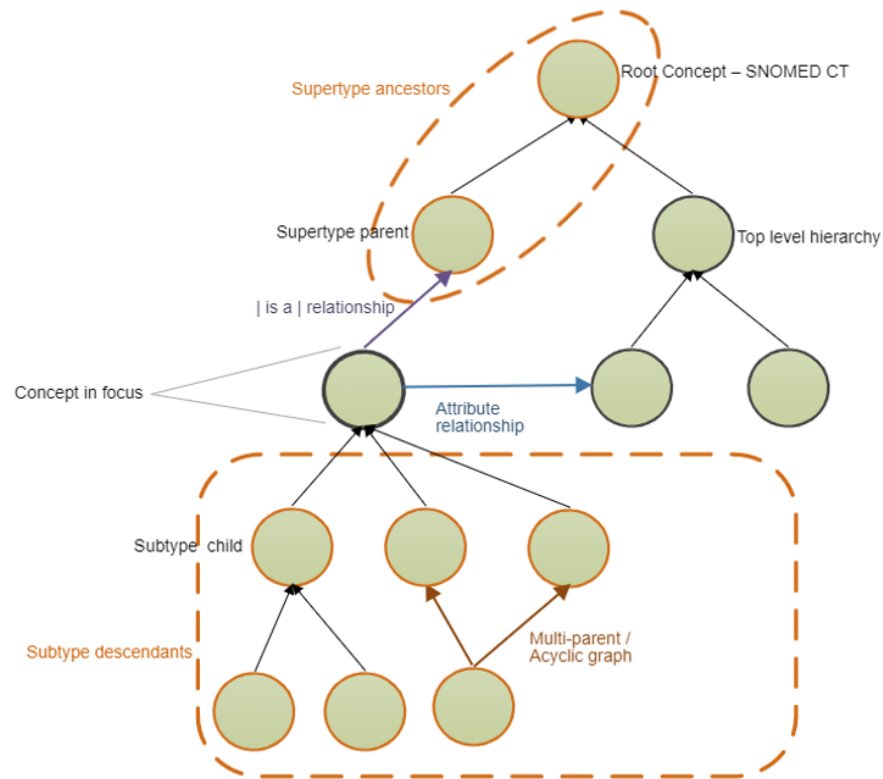 Root Concept – SNOMED CT
Supertype ancestors
Supertype parent
Top level hierarchy
| is a | relationship
Concept in focus
Attribute
relationship
Subtype child
Multi-parent /
Acyclic graph
Subtype descendants